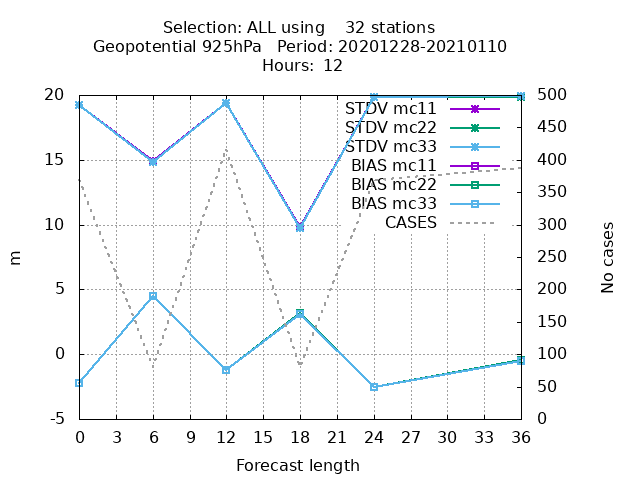 Selection: ALL using    32 stations
Geopotential 925hPa   Period: 20201228-20210110
Hours:  12
20
15
10
5
0
-5
m
500
450
400
350
300
250
200
150
100
50
0
No cases
STDV mc11
STDV mc22
STDV mc33
BIAS mc11
BIAS mc22
BIAS mc33
CASES
0 3 6 9 12 15 18 21 24 27 30 33 36
Forecast length